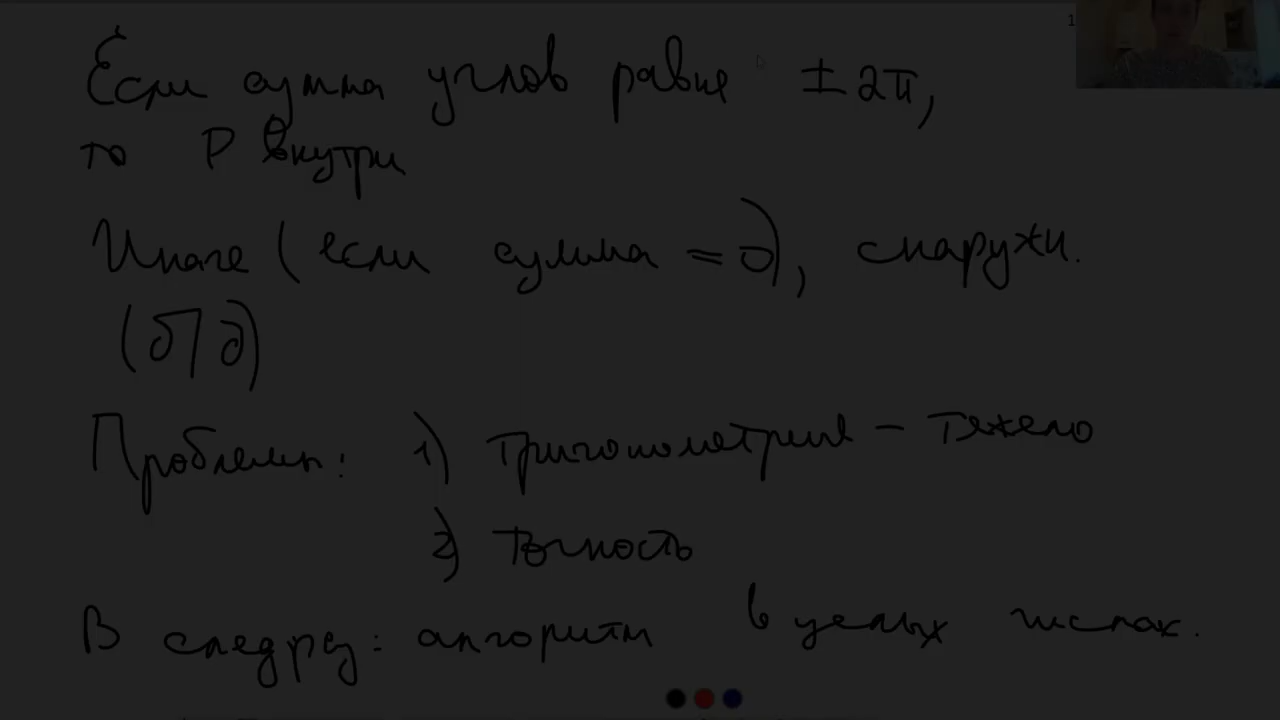 1
Если сумма углов равна ± 2π,
то P внутри
Иначе (если сумма = 0), снаружи.
(б/д)
Проблемы: 1) тригонометрия – тяжело
2) точность
В след раз: алгоритм в целых числах.